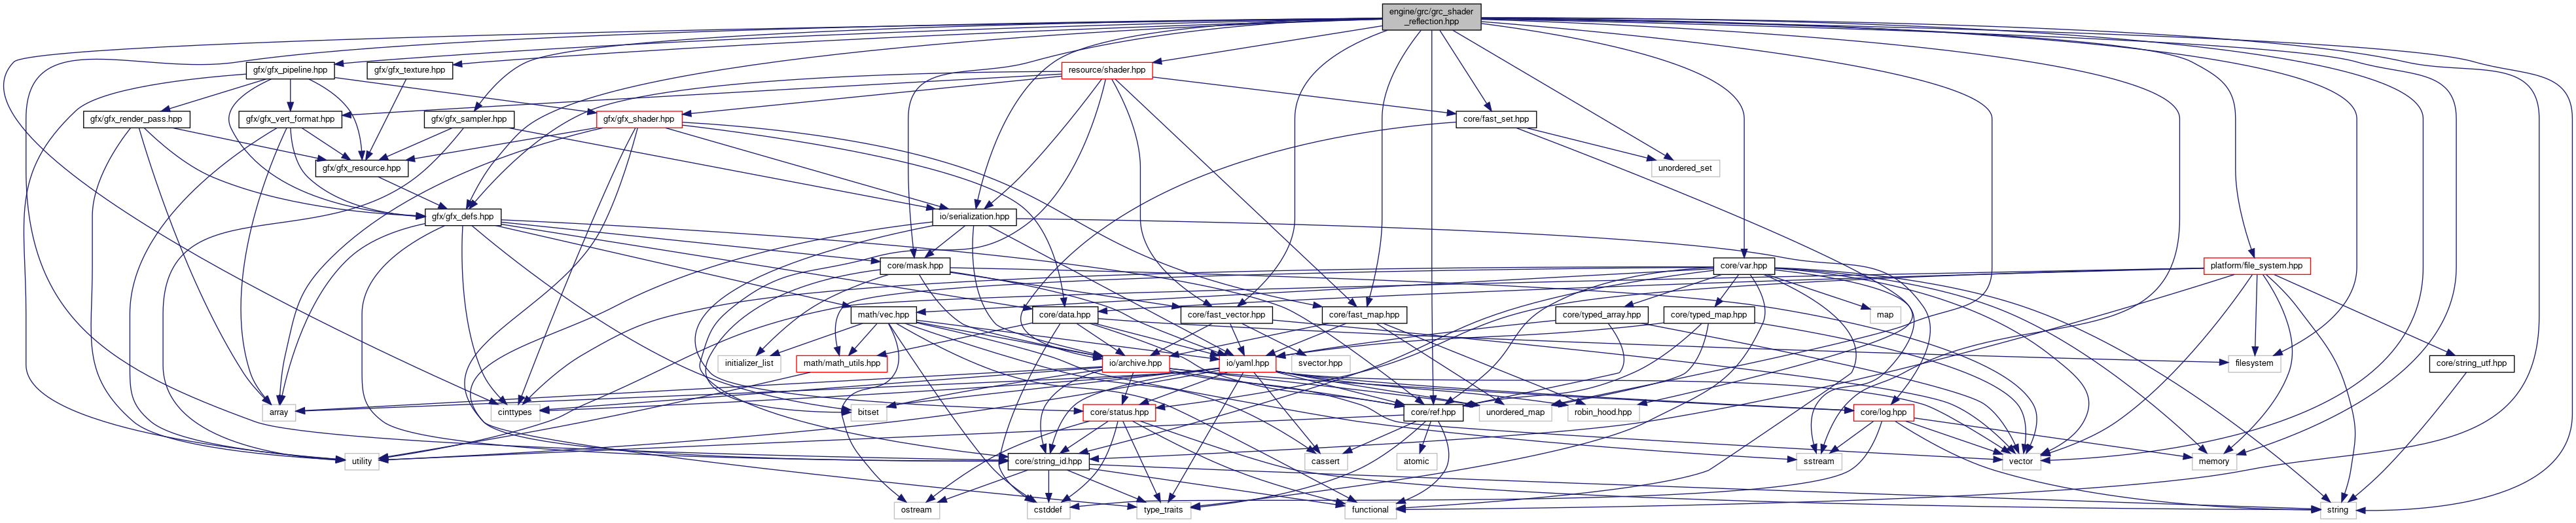 engine/grc/grc_shader
_reflection.hpp
gfx/gfx_pipeline.hpp
gfx/gfx_texture.hpp
resource/shader.hpp
gfx/gfx_render_pass.hpp
gfx/gfx_vert_format.hpp
gfx/gfx_sampler.hpp
gfx/gfx_shader.hpp
core/fast_set.hpp
gfx/gfx_resource.hpp
unordered_set
gfx/gfx_defs.hpp
io/serialization.hpp
core/mask.hpp
core/var.hpp
platform/file_system.hpp
math/vec.hpp
core/data.hpp
core/fast_vector.hpp
core/fast_map.hpp
core/typed_array.hpp
core/typed_map.hpp
map
initializer_list
math/math_utils.hpp
io/archive.hpp
io/yaml.hpp
svector.hpp
filesystem
core/string_utf.hpp
array
cinttypes
bitset
core/status.hpp
core/ref.hpp
unordered_map
robin_hood.hpp
core/log.hpp
utility
core/string_id.hpp
cassert
atomic
sstream
vector
memory
ostream
cstddef
type_traits
functional
string